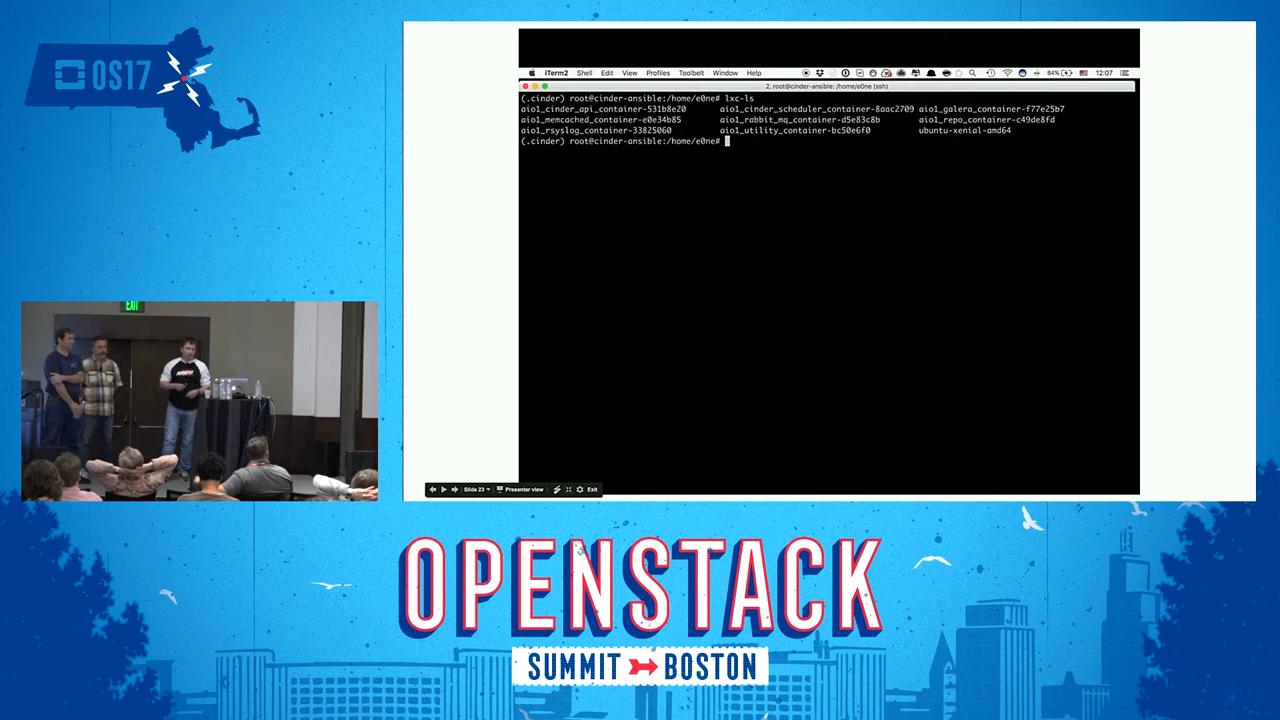 OS17
iTerm2 Shell Edit View Profiles Toolbelt Window Help 84% 12:07
2. root@cinder-ansible: /home/e0ne (ssh)
(.cinder) root@cinder-ansible:/home/e0ne# lxc-ls
aio1_cinder_api_container-531b8e20 aio1_cinder_scheduler_container-8aac2709 aio1_galera_container-f77e25b7
aio1_memcached_container-e0e34b85 aio1_rabbit_mq_container-d5e83c8b aio1_repo_container-c49de8fd
aio1_rsyslog_container-33825060 aio1_utility_container-bc50e6f0 ubuntu-xenial-amd64
(.cinder) root@cinder-ansible:/home/e0ne#
EXIT
Slide 23 Presenter view Exit
OPENSTACK
SUMMIT BOSTON